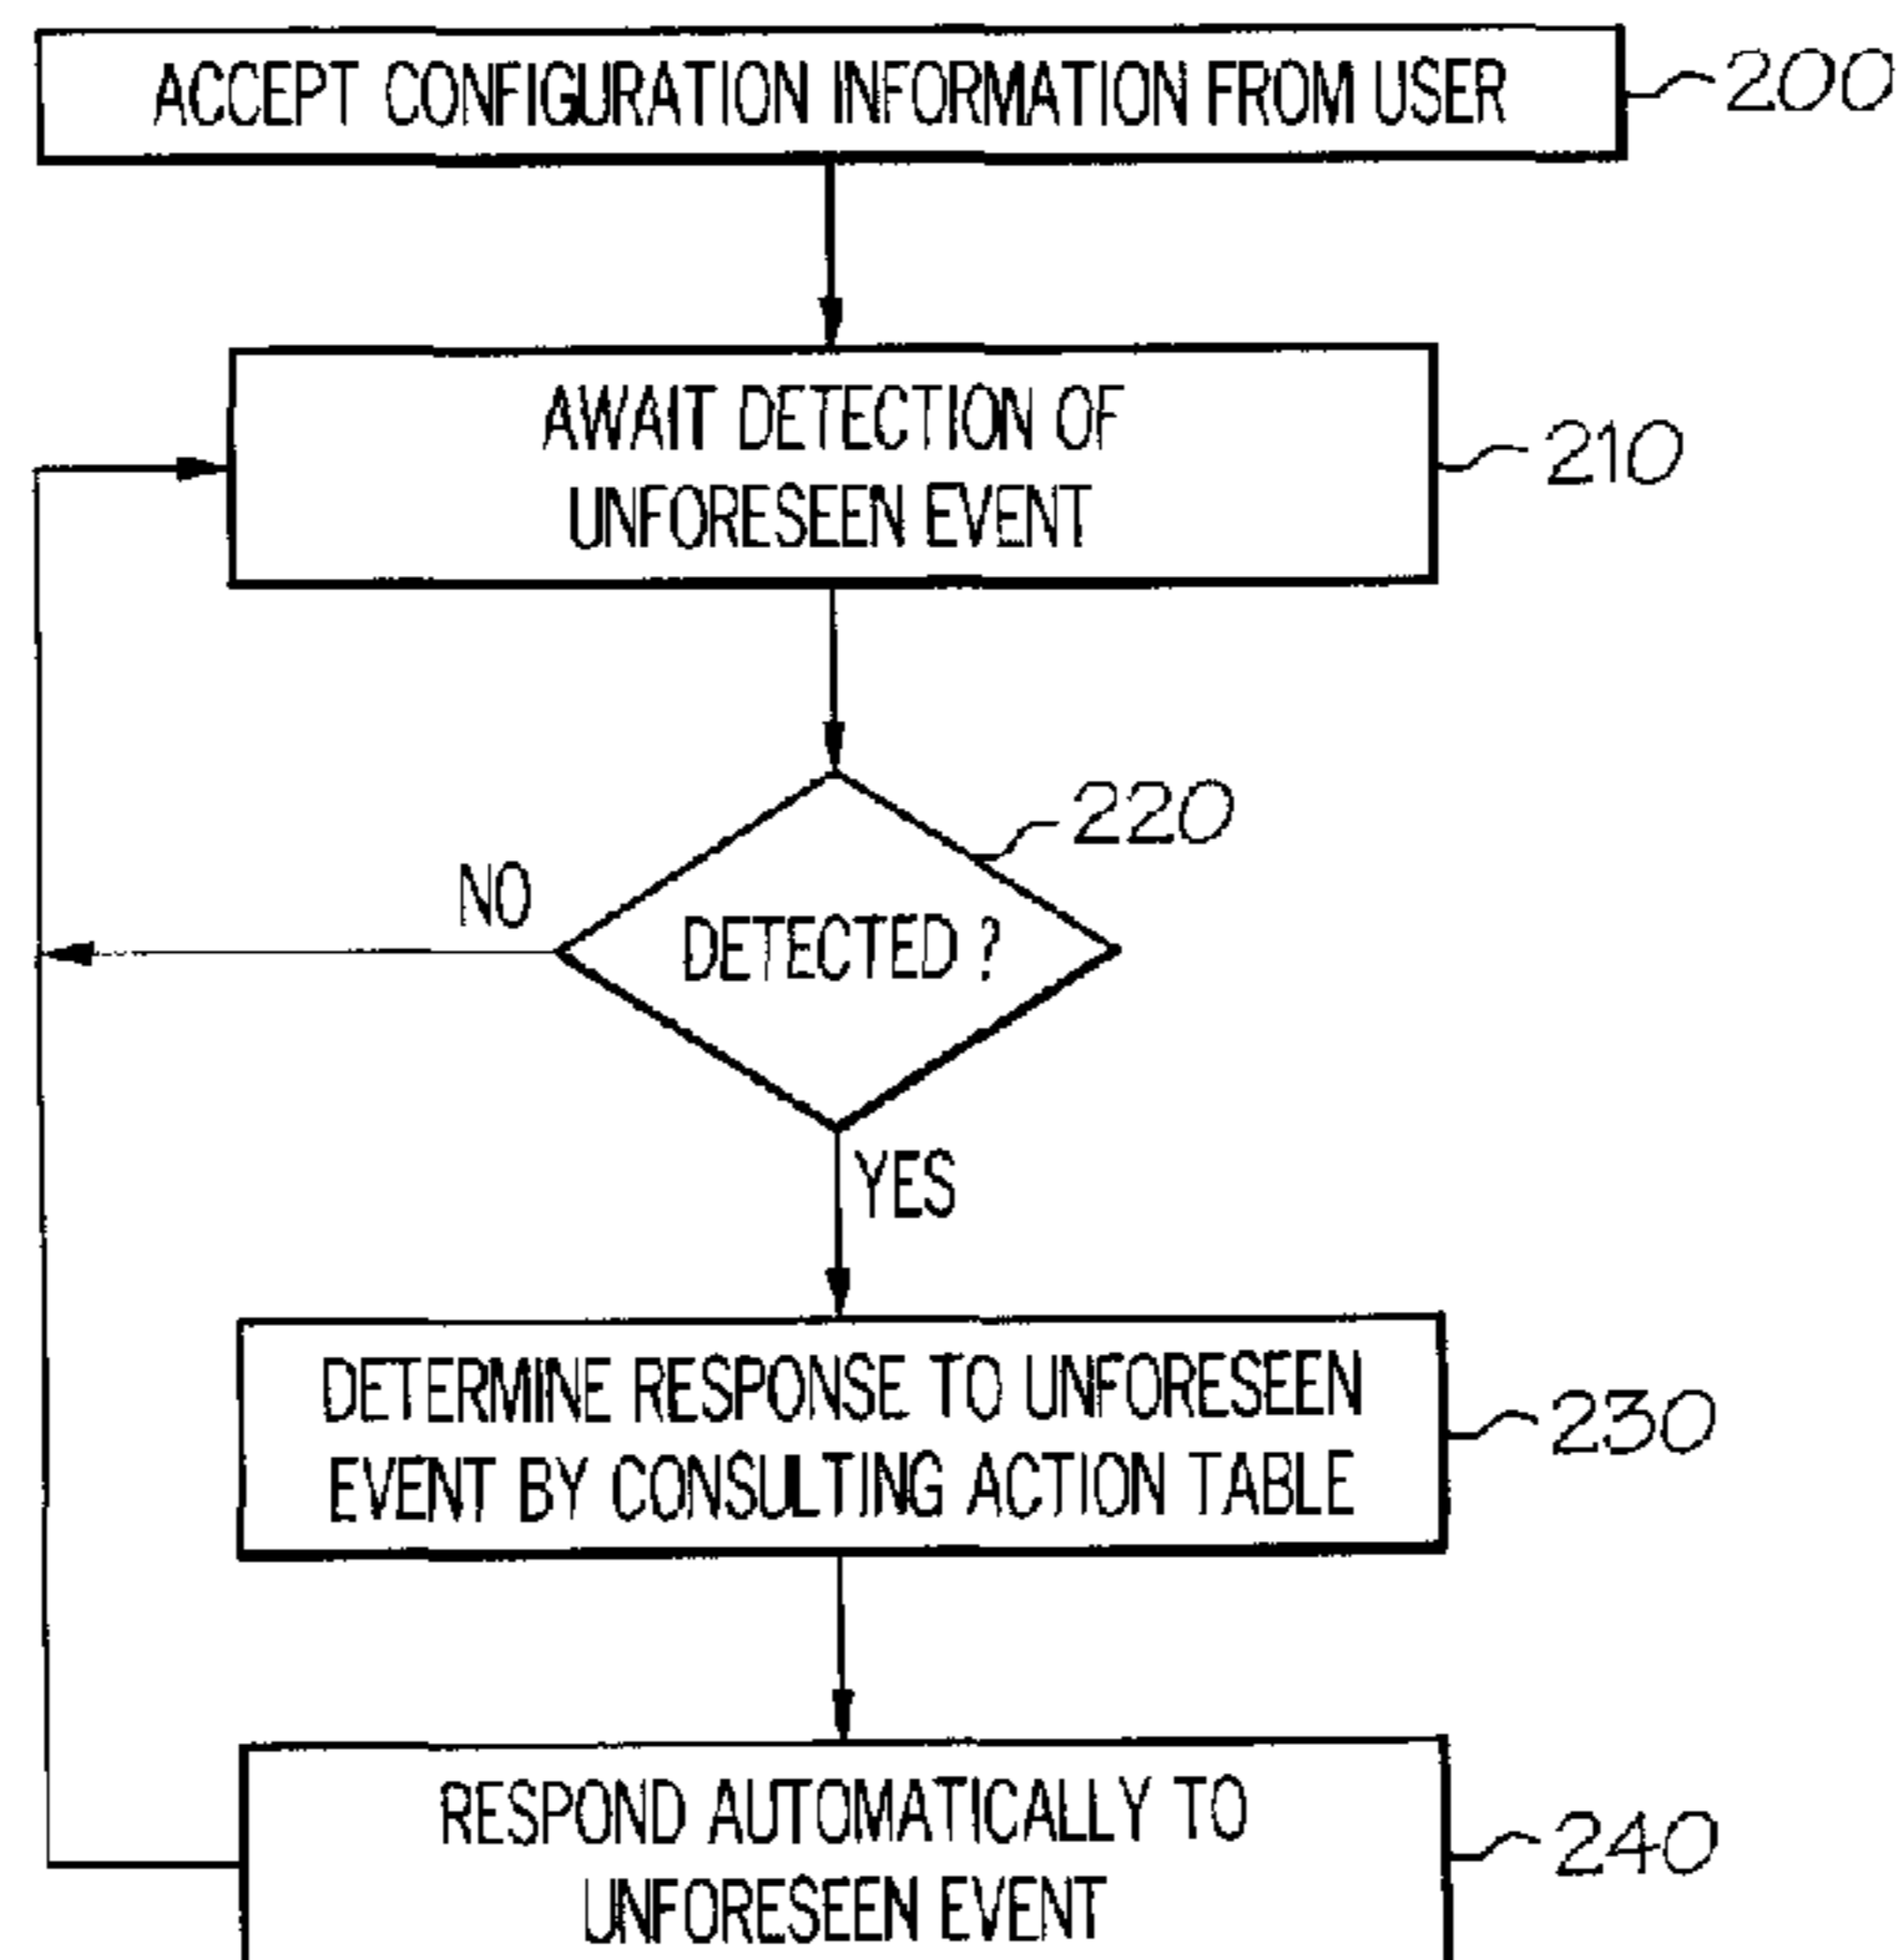 ACCEPT CONFIGURATION INFORMATION FROM USER
200
AWAIT DETECTION OF
UNFORESEEN EVENT
210
220
NO
DETECTED ?
YES
DETERMINE RESPONSE TO UNFORESEEN
EVENT BY CONSULTING ACTION TABLE
230
RESPOND AUTOMATICALLY TO
UNFORESEEN EVENT
240